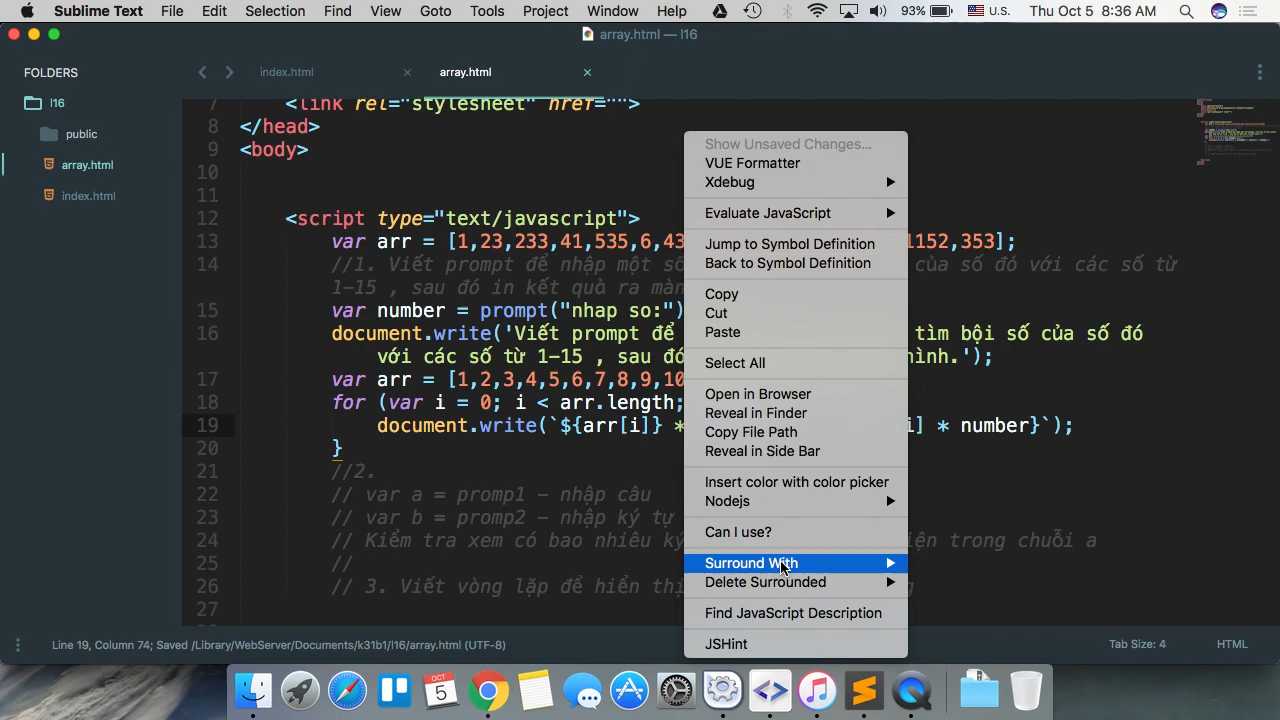 Sublime Text File Edit Selection Find View Goto Tools Project Window Help 93% U.S. Thu Oct 5 8:36 AM
array.html — l16
FOLDERS
l16
public
array.html
index.html
index.html × array.html ×
7 <link rel="stylesheet" href="">
8 </head>
9 <body>
10
11
12 <script type="text/javascript">
13 var arr = [1,23,233,41,535,6,43 1152,353];
14 //1. Viết prompt để nhập một số của số đó với các số từ
1-15 , sau đó in kết quả ra màn
15 var number = prompt("nhap so:")
16 document.write('Viết prompt để tìm bội số của số đó
với các số từ 1-15 , sau đó hình.');
17 var arr = [1,2,3,4,5,6,7,8,9,10
18 for (var i = 0; i < arr.length;
19 document.write(`${arr[i]} * i] * number}`);
20 }
21 //2.
22 // var a = promp1 - nhập câu
23 // var b = promp2 - nhập ký tự
24 // Kiểm tra xem có bao nhiêu ký iện trong chuỗi a
25 //
26 // 3. Viết vòng lặp để hiển thị g
27
Show Unsaved Changes...
VUE Formatter
Xdebug
Evaluate JavaScript
Jump to Symbol Definition
Back to Symbol Definition
Copy
Cut
Paste
Select All
Open in Browser
Reveal in Finder
Copy File Path
Reveal in Side Bar
Insert color with color picker
Nodejs
Can I use?
Surround With
Delete Surrounded
Find JavaScript Description
JSHint
Line 19, Column 74; Saved /Library/WebServer/Documents/k31b1/l16/array.html (UTF-8) Tab Size: 4 HTML
OCT
5